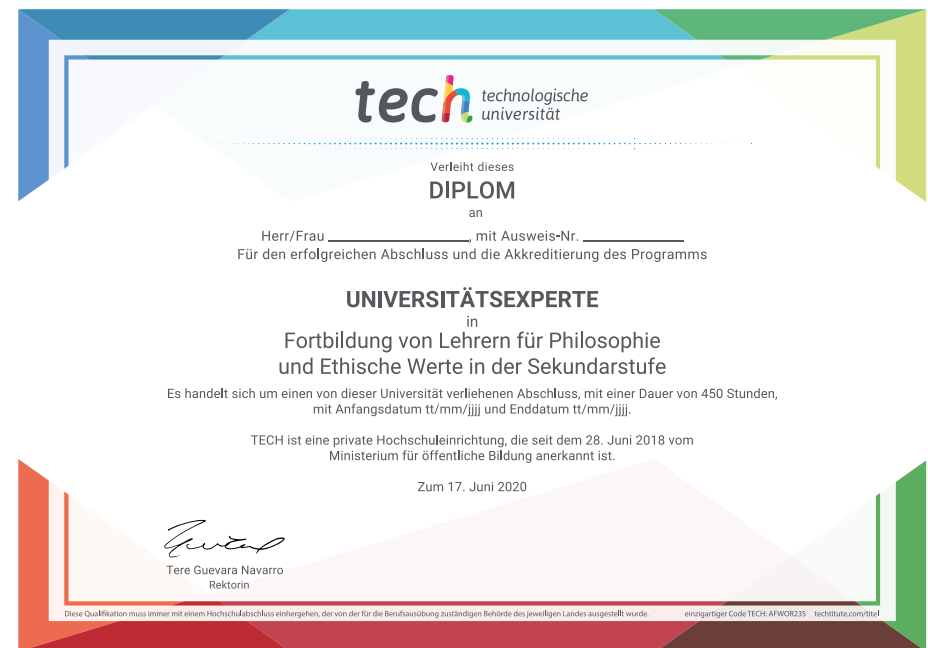 tech technologische
universität
Verleiht dieses
DIPLOM
an
Herr/Frau ____________________, mit Ausweis-Nr. ______________
Für den erfolgreichen Abschluss und die Akkreditierung des Programms
UNIVERSITÄTSEXPERTE
in
Fortbildung von Lehrern für Philosophie
und Ethische Werte in der Sekundarstufe
Es handelt sich um einen von dieser Universität verliehenen Abschluss, mit einer Dauer von 450 Stunden,
mit Anfangsdatum tt/mm/jjjj und Enddatum tt/mm/jjjj.
TECH ist eine private Hochschuleinrichtung, die seit dem 28. Juni 2018 vom
Ministerium für öffentliche Bildung anerkannt ist.
Zum 17. Juni 2020
Tere Guevara Navarro
Rektorin
Diese Qualifikation muss immer mit einem Hochschulabschluss einhergehen, der von der für die Berufsausübung zuständigen Behörde des jeweiligen Landes ausgestellt wurde. einzigartiger Code TECH: AFWOR23S techtitute.com/titel